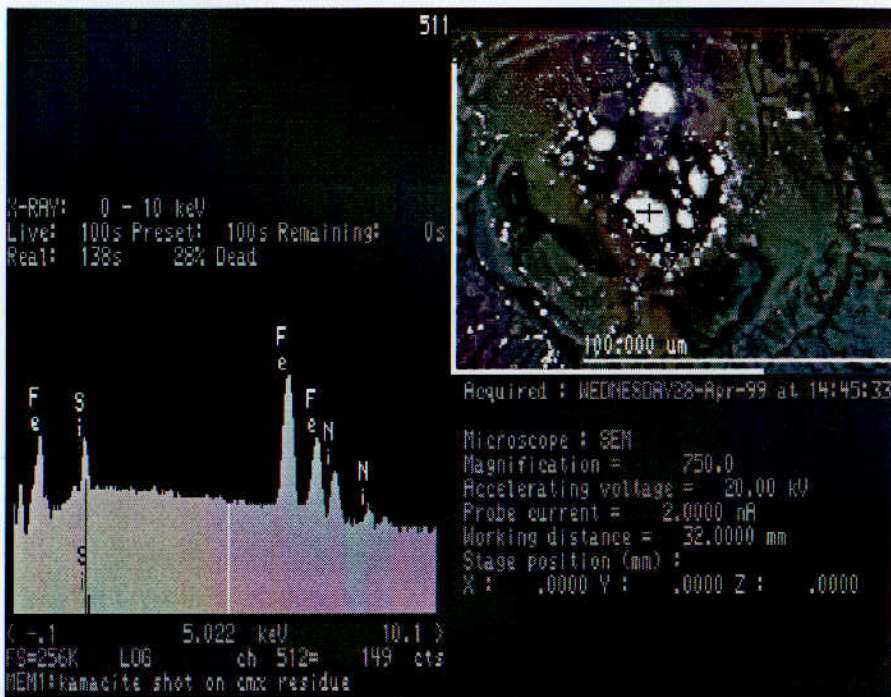 511
X-RAY: 0 - 10 keV
Live: 100s Preset: 100s Remaining: 0s
Real: 138s 28% Dead
Fe
Si
Fe
Fe
Ni
Ni
Si
< -.1 5.022 keV 10.1 >
FS=256K LOG ch 512= 149 cts
MEM1:kamacite shot on cmx residue
100.000 um
Acquired : WEDNESDAY28-Apr-99 at 14:45:33
Microscope : SEM
Magnification = 750.0
Accelerating voltage = 20.00 kV
Probe current = 2.0000 nA
Working distance = 32.0000 mm
Stage position (mm) :
X : .0000 Y : .0000 Z : .0000